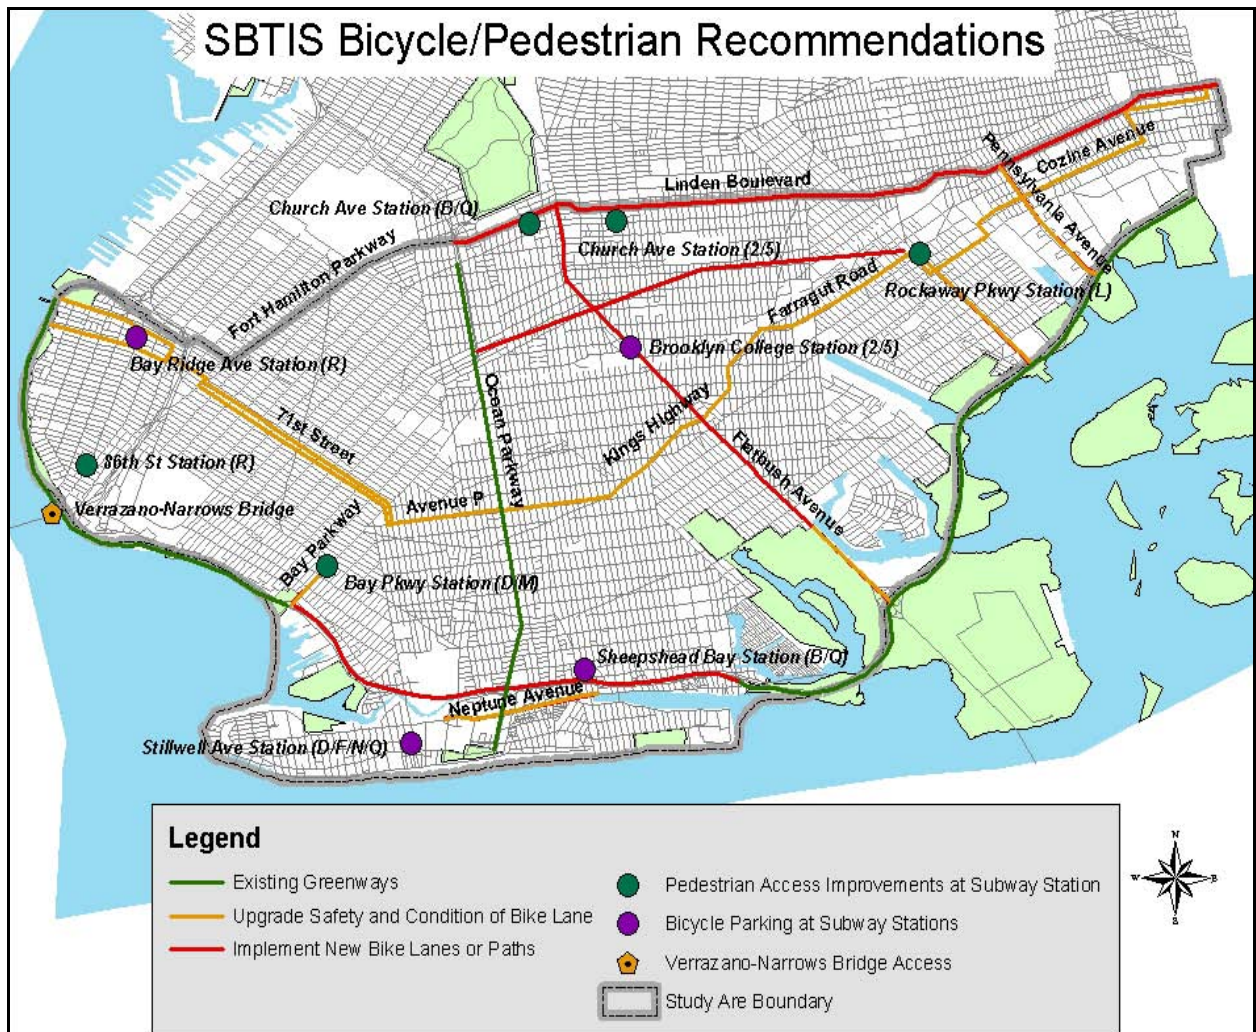 SBTIS Bicycle/Pedestrian Recommendations
Pennsylvania Avenue
Cozine Avenue
Linden Boulevard
Church Ave Station (B/Q)
Church Ave Station (2/5)
Fort Hamilton Parkway
Farragut Road
Rockaway Pkwy Station (L)
Bay Ridge Ave Station (R)
Brooklyn College Station (2/5)
Ocean Parkway
71st Street
Kings Highway
Flatbush Avenue
86th St Station (R)
Avenue P
Verrazano-Narrows Bridge
Bay Parkway
Bay Pkwy Station (D/M)
Sheepshead Bay Station (B/Q)
Neptune Avenue
Stillwell Ave Station (D/F/N/Q)
Legend
Existing Greenways
Upgrade Safety and Condition of Bike Lane
Implement New Bike Lanes or Paths
Pedestrian Access Improvements at Subway Station
Bicycle Parking at Subway Stations
Verrazano-Narrows Bridge Access
Study Are Boundary
N
W
E
S